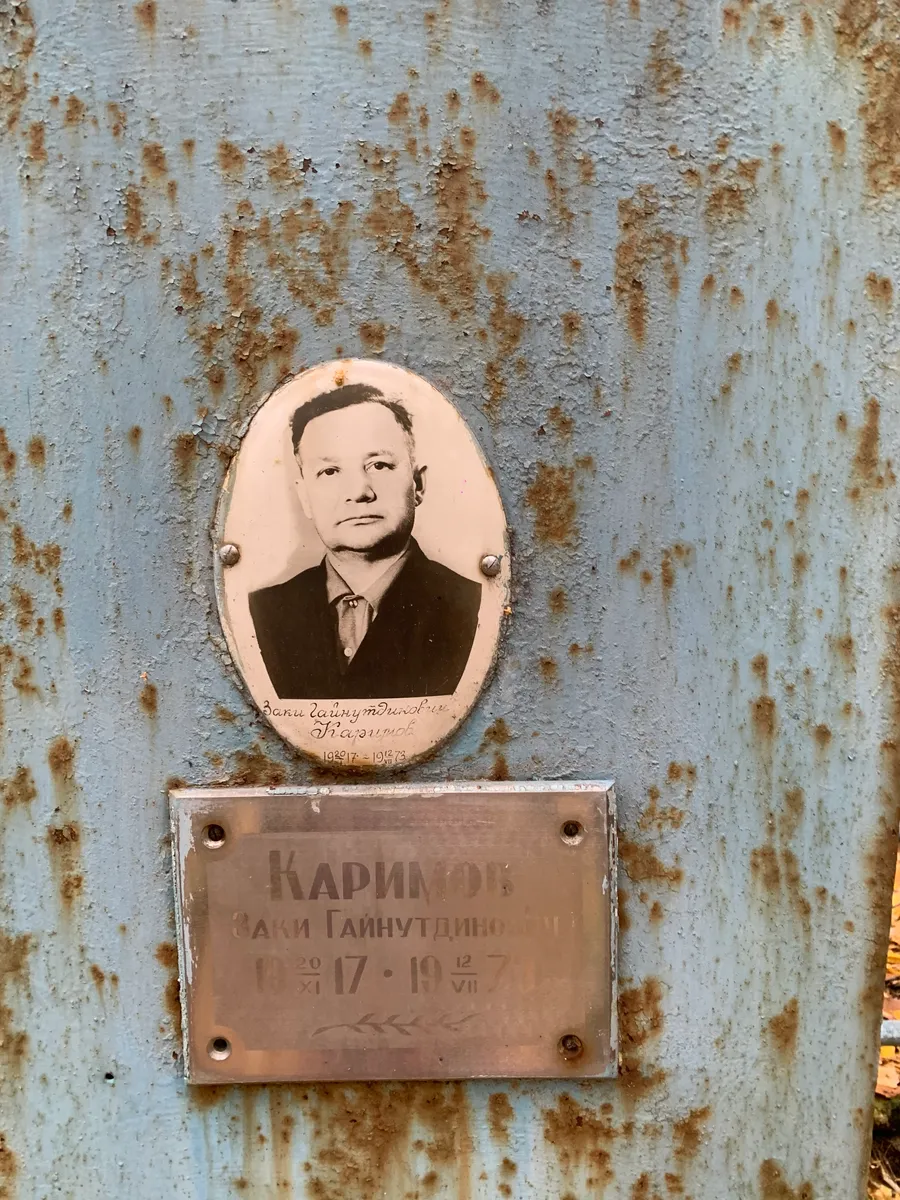 Заки Гайнутдинович
Каримов
19 20 17 - 19 12/VII 73
КАРИМОВ
ЗАКИ ГАЙНУТДИНОВИЧ
19 20/XI 17 • 19 12/VII 73